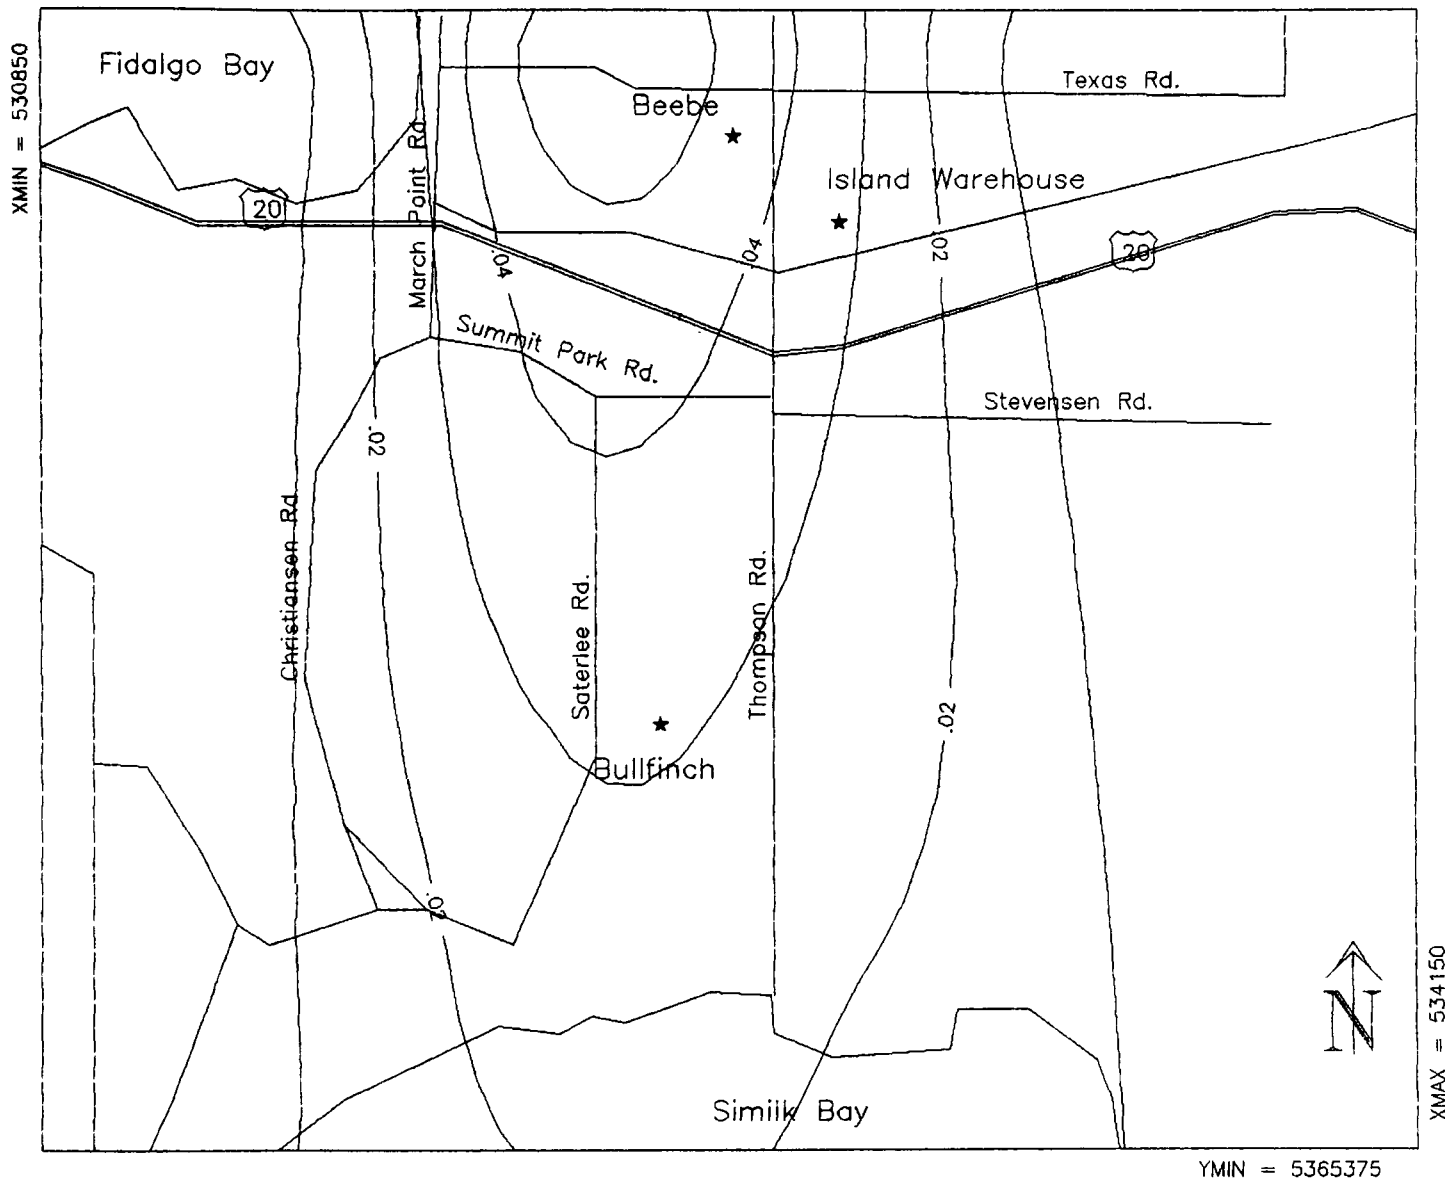 XMIN = 530850
Fidalgo Bay
Texas Rd.
Beebe
March Point Rd.
Island Warehouse
20
.02
20
.04
.04
Summit Park Rd.
Stevensen Rd.
.02
Christiansen Rd.
Saterlee Rd.
Thompson Rd.
.02
Bullfinch
.02
N
Simiik Bay
XMAX = 534150
YMIN = 5365375